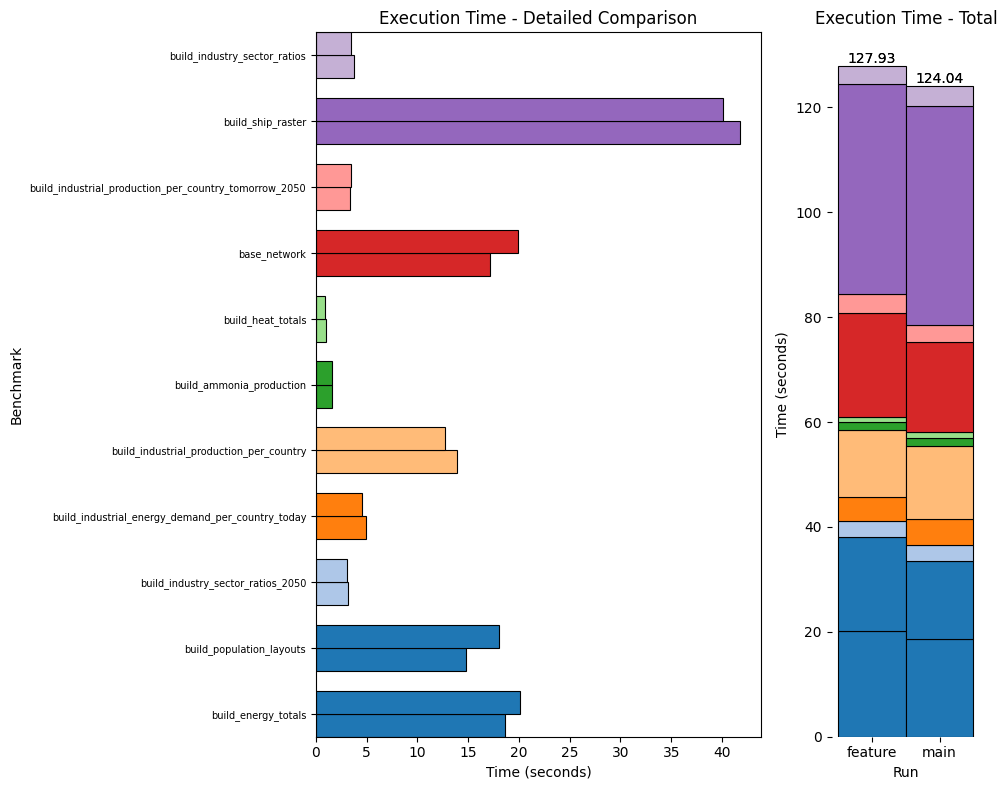 Execution Time - Detailed Comparison
Benchmark
build_industry_sector_ratios
build_ship_raster
build_industrial_production_per_country_tomorrow_2050
base_network
build_heat_totals
build_ammonia_production
build_industrial_production_per_country
build_industrial_energy_demand_per_country_today
build_industry_sector_ratios_2050
build_population_layouts
build_energy_totals
0 5 10 15 20 25 30 35 40
Time (seconds)
Execution Time - Total
127.93
124.04
Time (seconds)
120
100
80
60
40
20
0
feature main
Run